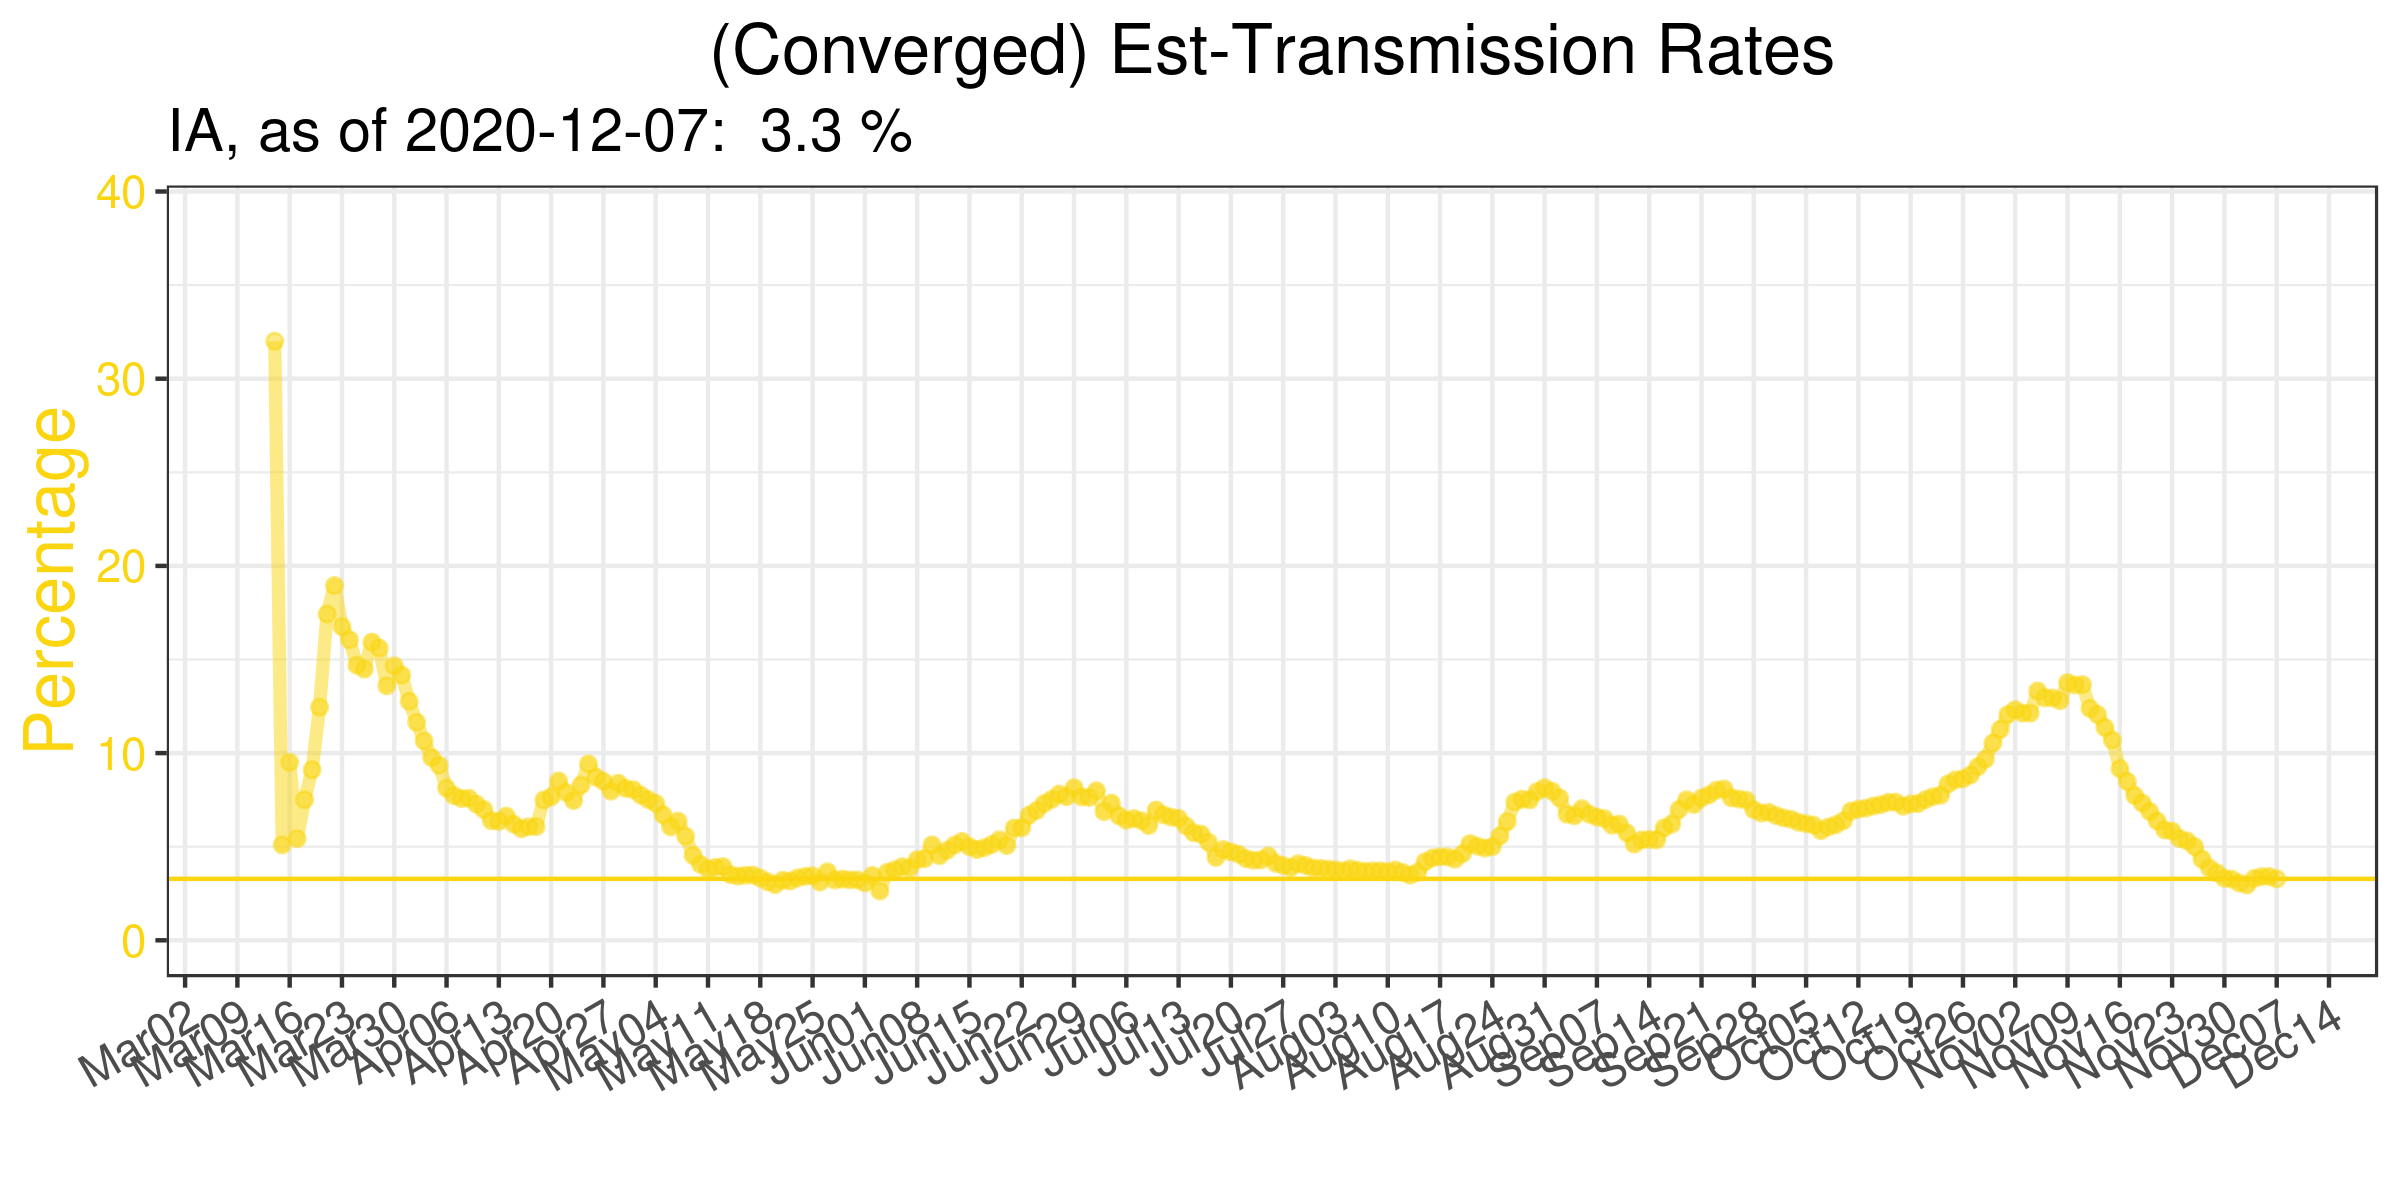 (Converged) Est-Transmission Rates
IA, as of 2020-12-07:  3.3 %
Percentage
40
30
20
10
0
Mar02
Mar09
Mar16
Mar23
Mar30
Apr06
Apr13
Apr20
Apr27
May04
May11
May18
May25
Jun01
Jun08
Jun15
Jun22
Jun29
Jul06
Jul13
Jul20
Jul27
Aug03
Aug10
Aug17
Aug24
Aug31
Sep07
Sep14
Sep21
Sep28
Oct05
Oct12
Oct19
Oct26
Nov02
Nov09
Nov16
Nov23
Nov30
Dec07
Dec14